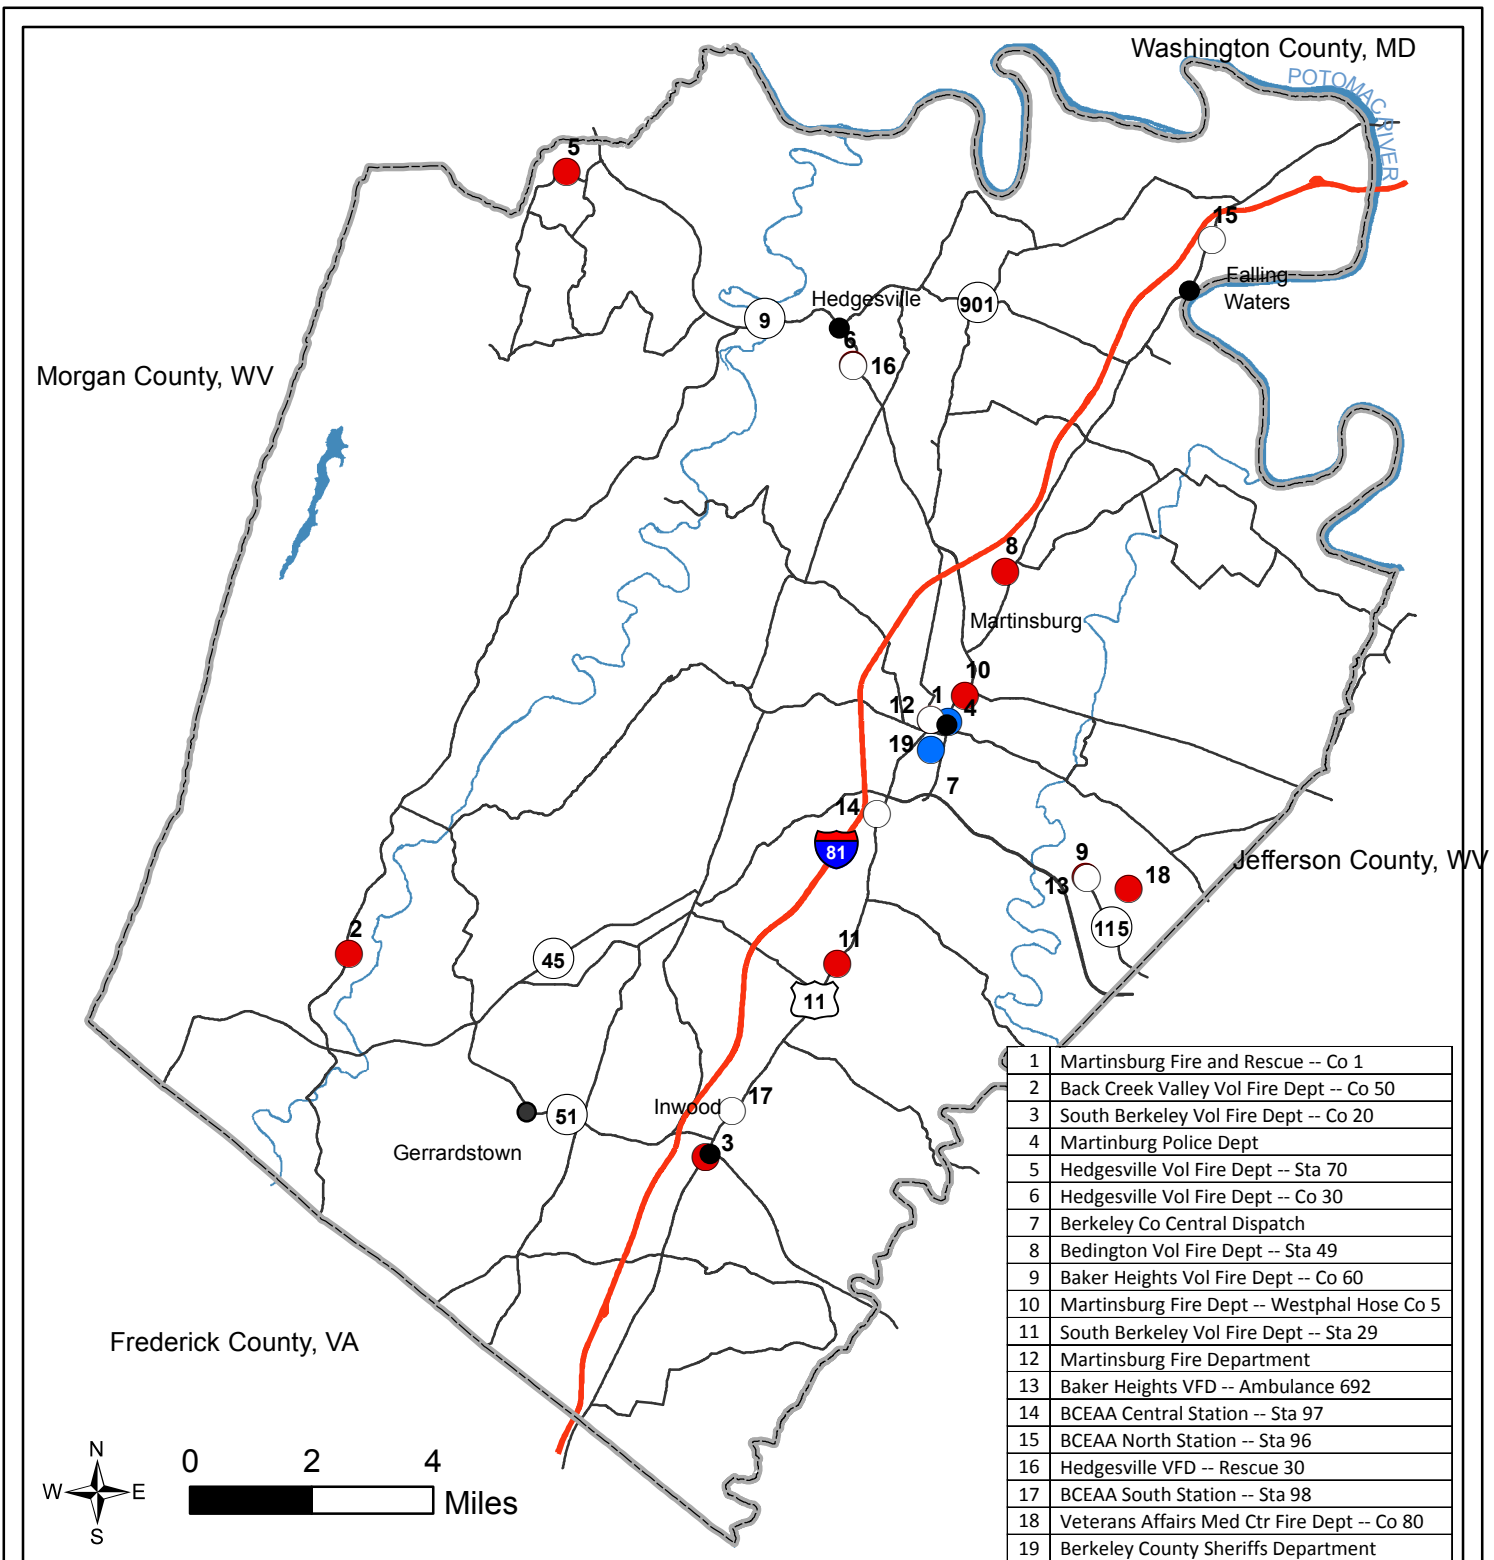 Washington County, MD
POTOMAC RIVER
5
15
Falling
Waters
Hedgesville
901
9
6
16
Morgan County, WV
8
Martinsburg
10
12
1
4
19
7
14
81
Jefferson County, WV
9
13
18
115
2
45
11
11
17
Inwood
51
3
Gerrardstown
Frederick County, VA
N
W
E
S
0 2 4
Miles
1 Martinsburg Fire and Rescue -- Co 1
2 Back Creek Valley Vol Fire Dept -- Co 50
3 South Berkeley Vol Fire Dept -- Co 20
4 Martinburg Police Dept
5 Hedgesville Vol Fire Dept -- Sta 70
6 Hedgesville Vol Fire Dept -- Co 30
7 Berkeley Co Central Dispatch
8 Bedington Vol Fire Dept -- Sta 49
9 Baker Heights Vol Fire Dept -- Co 60
10 Martinsburg Fire Dept -- Westphal Hose Co 5
11 South Berkeley Vol Fire Dept -- Sta 29
12 Martinsburg Fire Department
13 Baker Heights VFD -- Ambulance 692
14 BCEAA Central Station -- Sta 97
15 BCEAA North Station -- Sta 96
16 Hedgesville VFD -- Rescue 30
17 BCEAA South Station -- Sta 98
18 Veterans Affairs Med Ctr Fire Dept -- Co 80
19 Berkeley County Sheriffs Department